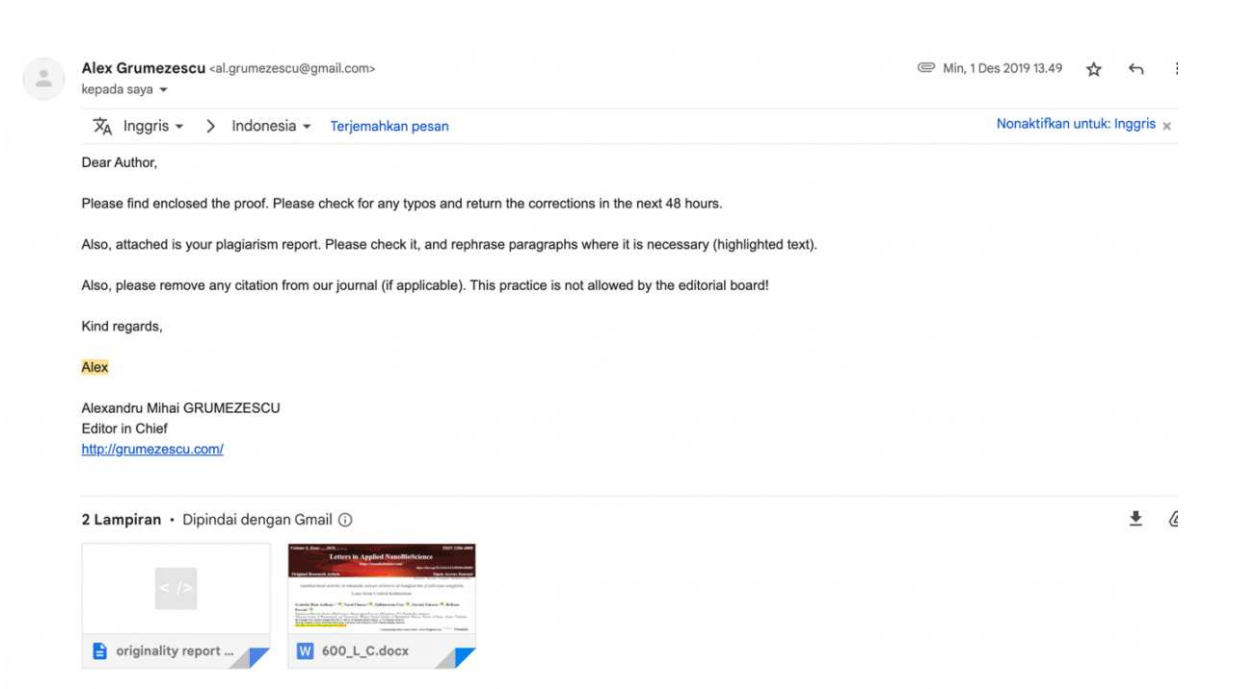 Alex Grumezescu <al.grumezescu@gmail.com>
Min, 1 Des 2019 13.49
kepada saya
Inggris > Indonesia Terjemahkan pesan
Nonaktifkan untuk: Inggris x
Dear Author,
Please find enclosed the proof. Please check for any typos and return the corrections in the next 48 hours.
Also, attached is your plagiarism report. Please check it, and rephrase paragraphs where it is necessary (highlighted text).
Also, please remove any citation from our journal (if applicable). This practice is not allowed by the editorial board!
Kind regards,
Alex
Alexandru Mihai GRUMEZESCU
Editor in Chief
http://grumezescu.com/
2 Lampiran • Dipindai dengan Gmail
Letters in Applied NanoBioScience
originality report ...
W 600_L_C.docx